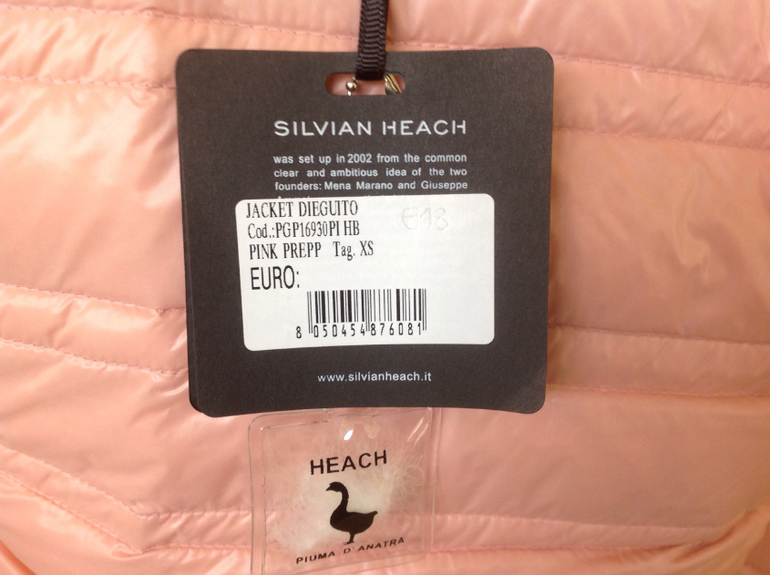 SILVIAN HEACH
was set up in 2002 from the common
clear and ambitious idea of the two
founders: Mena Marano and Giuseppe
JACKET DIEGUITO
Cod.:PGP16930PI HB
PINK PREPP Tag. XS
EURO:
8 050454 876081
www.silvianheach.it
HEACH
PIUMA D'ANATRA